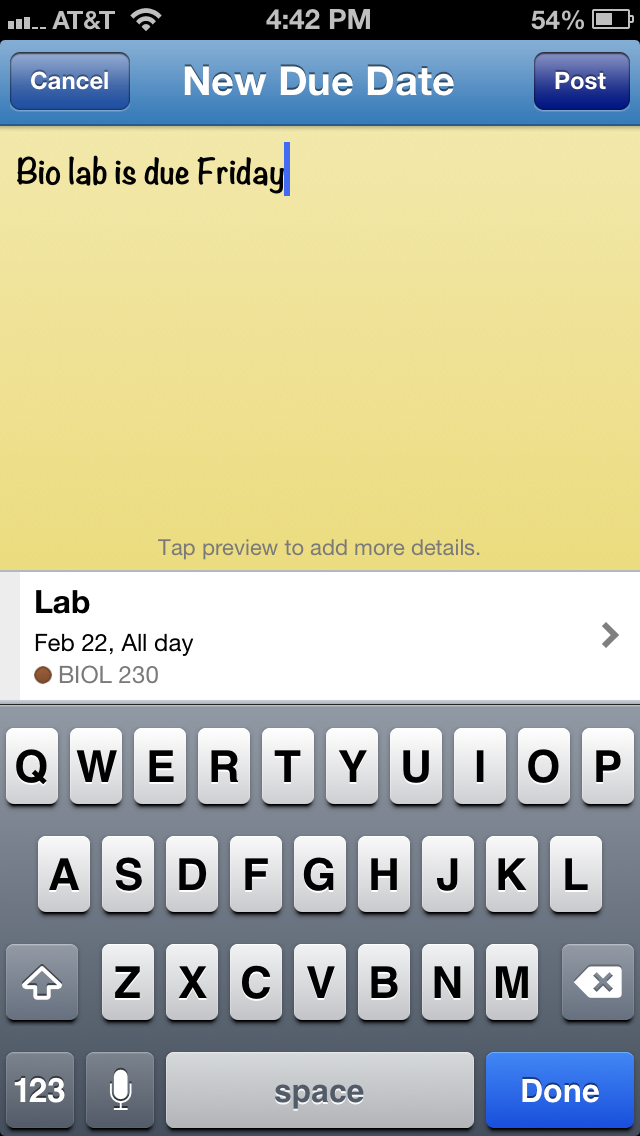 AT&T 4:42 PM 54%
Cancel New Due Date Post
Bio lab is due Friday
Tap preview to add more details.
Lab
Feb 22, All day
BIOL 230
Q W E R T Y U I O P
A S D F G H J K L
Z X C V B N M
123 space Done